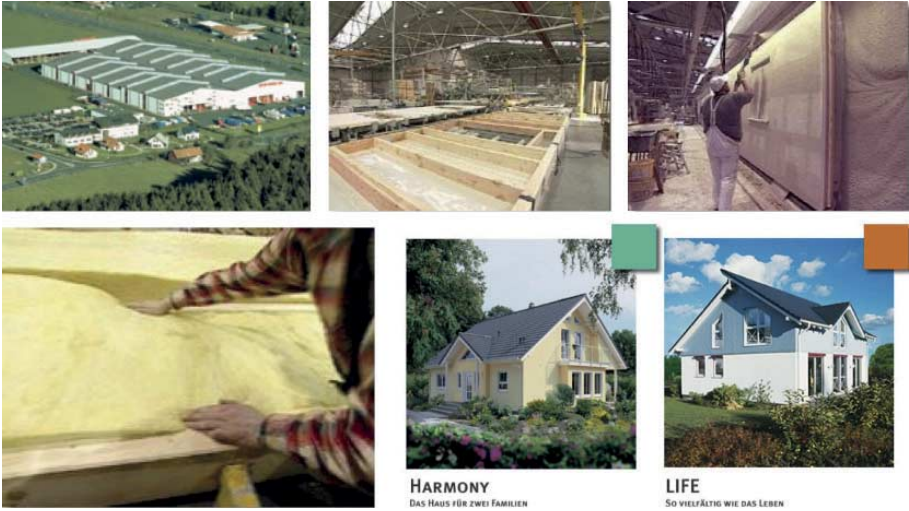 HARMONY
DAS HAUS FÜR ZWEI FAMILIEN
LIFE
SO VIELFÄLTIG WIE DAS LEBEN